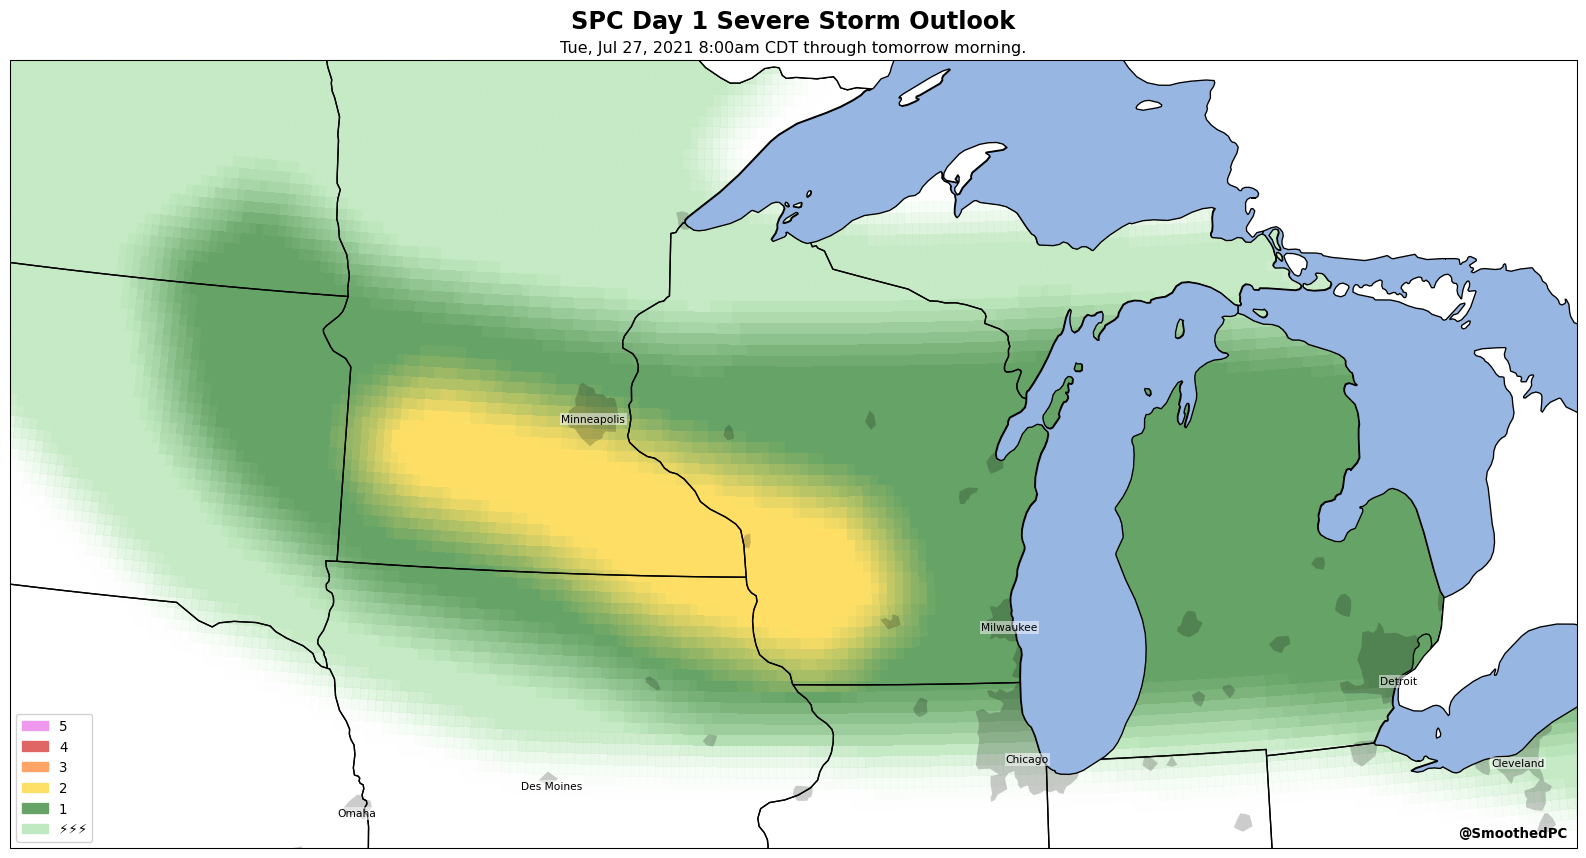 SPC Day 1 Severe Storm Outlook
Tue, Jul 27, 2021 8:00am CDT through tomorrow morning.
Minneapolis
Milwaukee
Detroit
Chicago
Cleveland
Des Moines
Omaha
5
4
3
2
1
⚡⚡⚡
@SmoothedPC